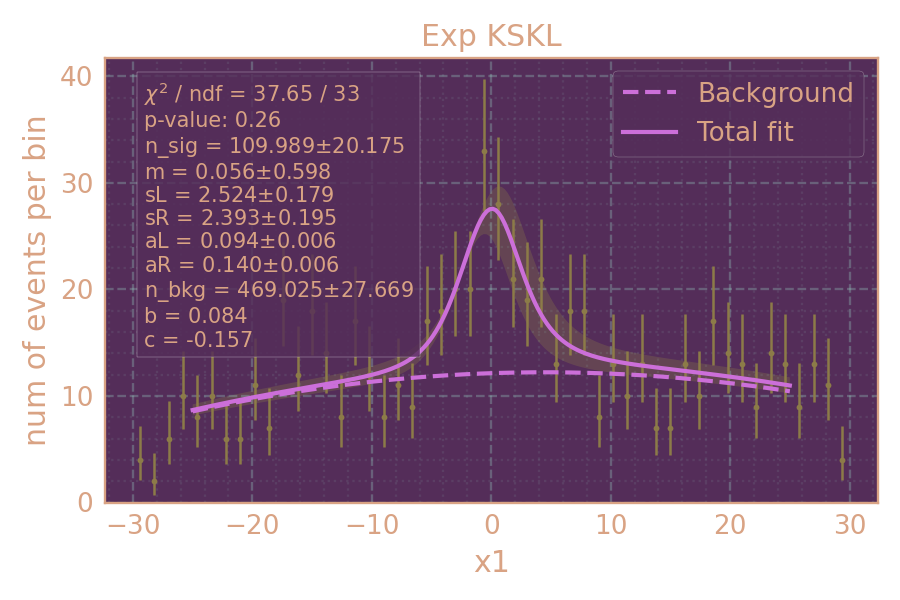 Exp KSKL
χ² / ndf = 37.65 / 33
p-value: 0.26
n_sig = 109.989±20.175
m = 0.056±0.598
sL = 2.524±0.179
sR = 2.393±0.195
aL = 0.094±0.006
aR = 0.140±0.006
n_bkg = 469.025±27.669
b = 0.084
c = -0.157
Background
Total fit
num of events per bin
40
30
20
10
0
−30 −20 −10 0 10 20 30
x1